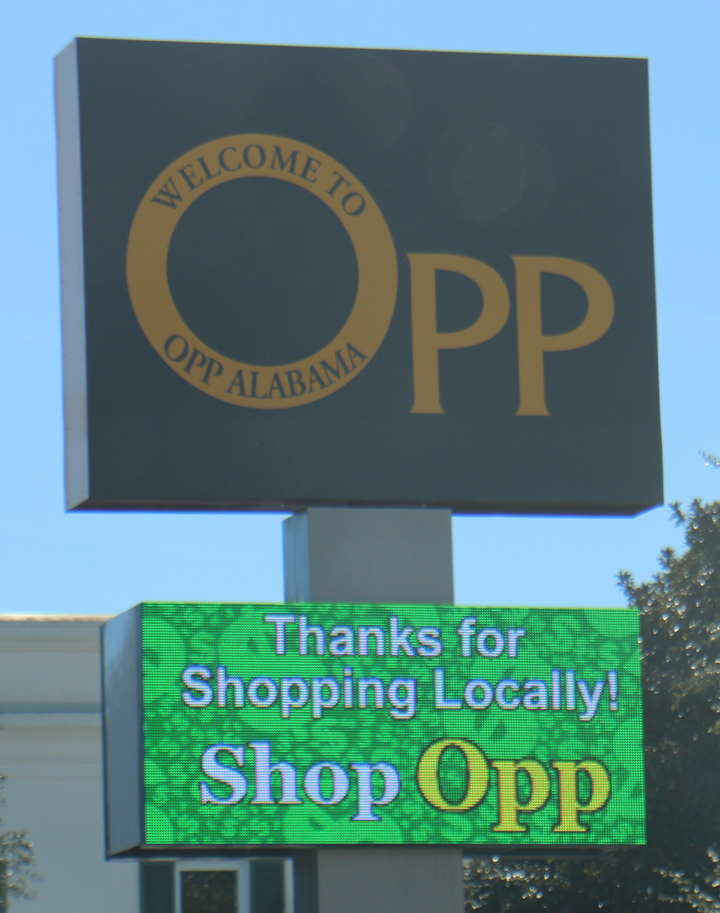 WELCOME TO
OPP
OPP ALABAMA
Thanks for
Shopping Locally!
Shop Opp